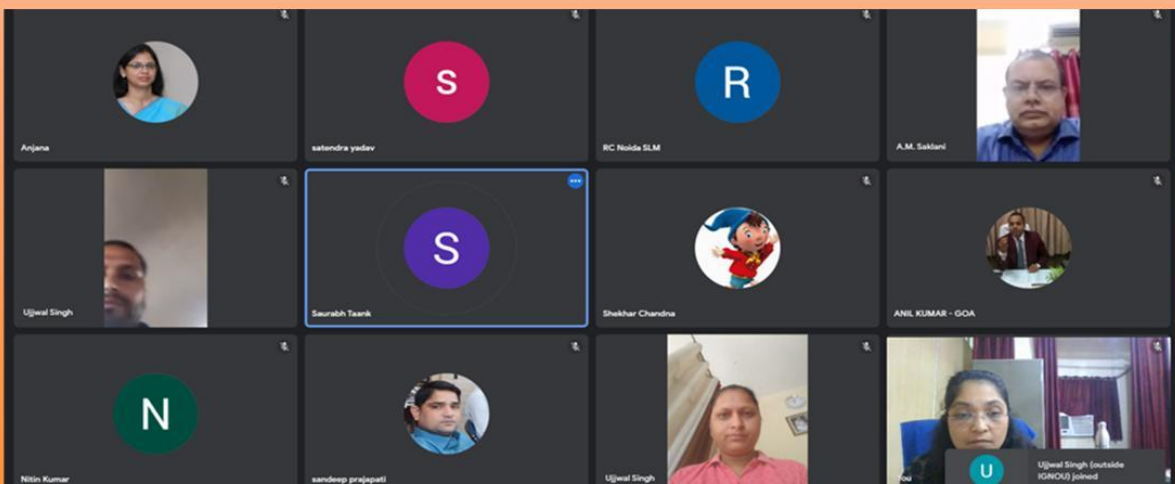 S
R
Anjana
satendra yadav
RC Noida SLM
A.M. Saklani
S
Ujjwal Singh
Saurabh Taank
Shekhar Chandna
ANIL KUMAR - GOA
N
Nitin Kumar
sandeep prajapati
Ujjwal Singh
You
U
Ujjwal Singh (outside
IGNOU) joined